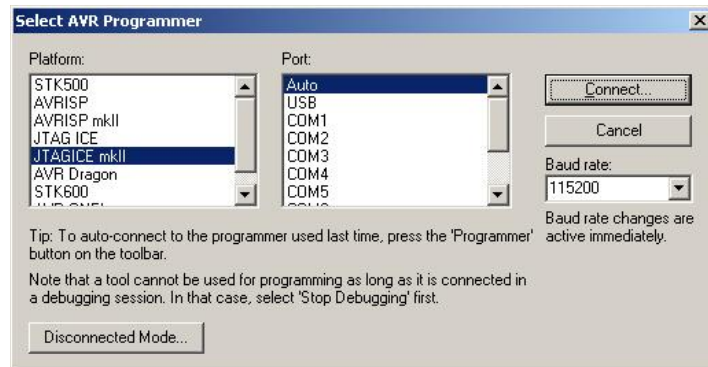 Select AVR Programmer
Platform:
STK500
AVRISP
AVRISP mkII
JTAG ICE
JTAGICE mkII
AVR Dragon
STK600
Port:
Auto
USB
COM1
COM2
COM3
COM4
COM5
Connect...
Cancel
Baud rate:
115200
Baud rate changes are
active immediately.
Tip: To auto-connect to the programmer used last time, press the 'Programmer'
button on the toolbar.
Note that a tool cannot be used for programming as long as it is connected in
a debugging session. In that case, select 'Stop Debugging' first.
Disconnected Mode...